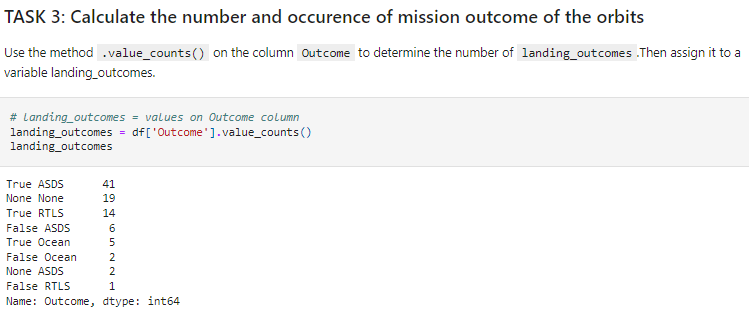 TASK 3: Calculate the number and occurence of mission outcome of the orbits
Use the method .value_counts() on the column Outcome to determine the number of landing_outcomes .Then assign it to a
variable landing_outcomes.
# landing_outcomes = values on Outcome column
landing_outcomes = df['Outcome'].value_counts()
landing_outcomes
True ASDS 41
None None 19
True RTLS 14
False ASDS 6
True Ocean 5
False Ocean 2
None ASDS 2
False RTLS 1
Name: Outcome, dtype: int64